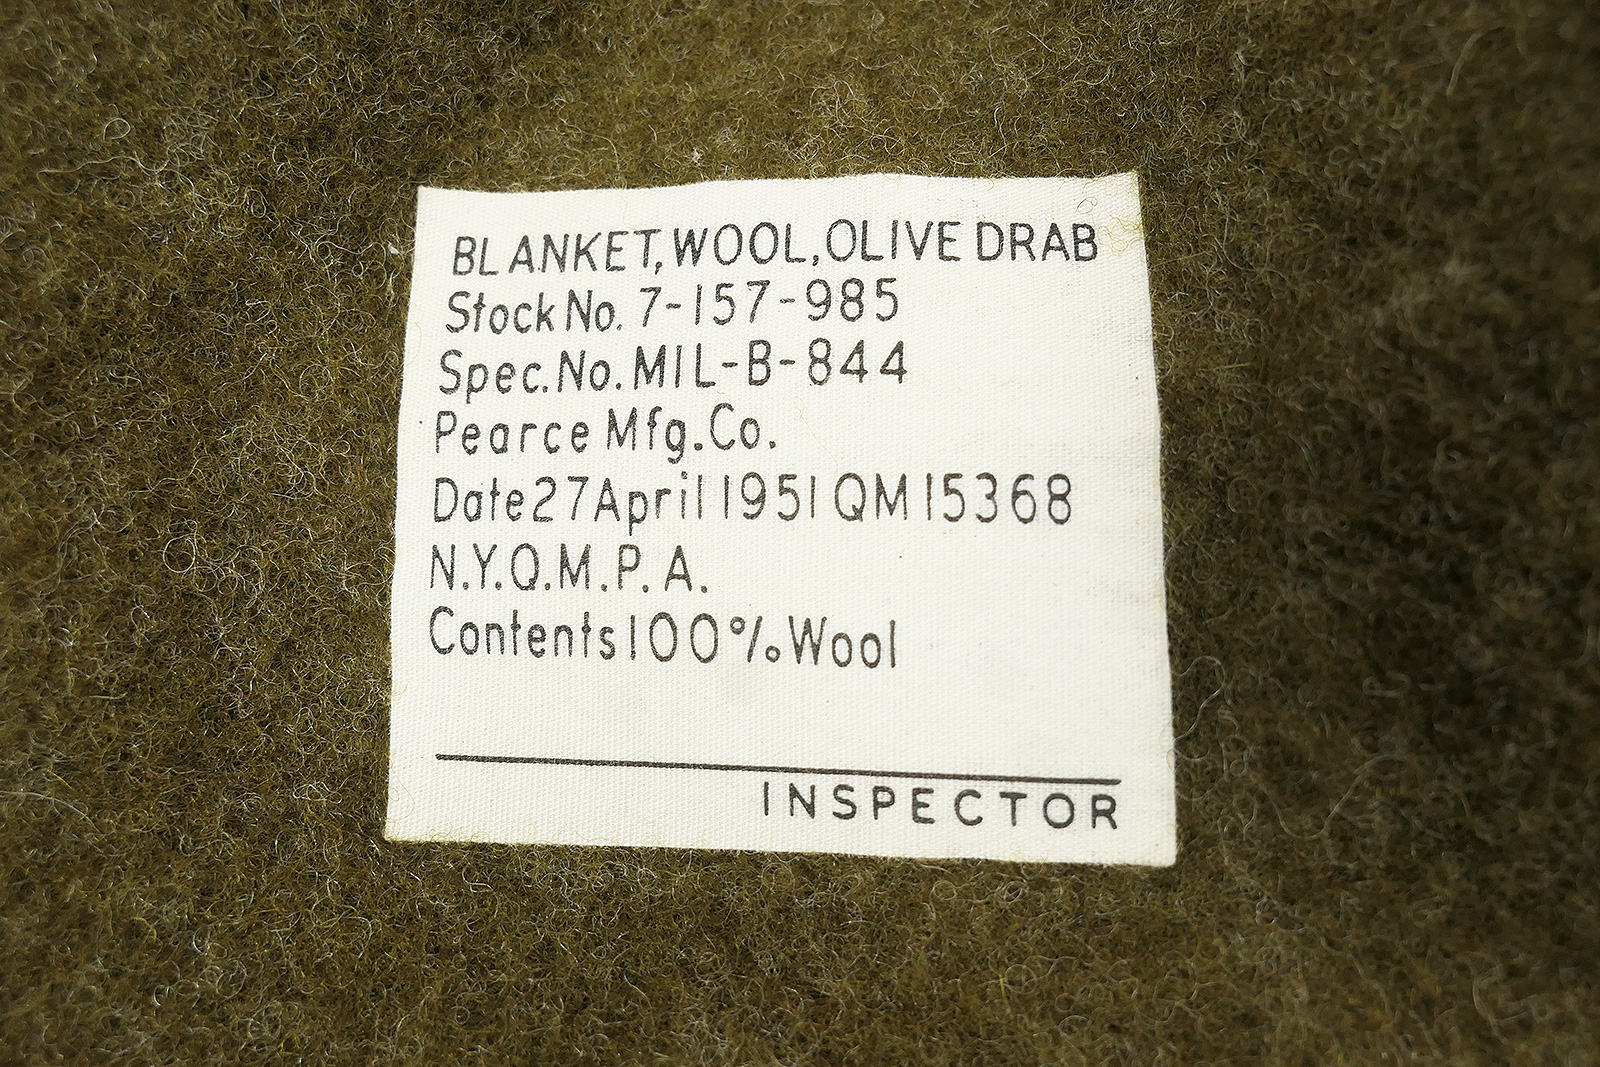 BLANKET, WOOL, OLIVE DRAB
Stock No. 7-157-985
Spec. No. MIL-B-844
Pearce Mfg. Co.
Date 27 April 1951 QM 15368
N.Y.Q.M.P.A.
Contents 100% Wool
INSPECTOR